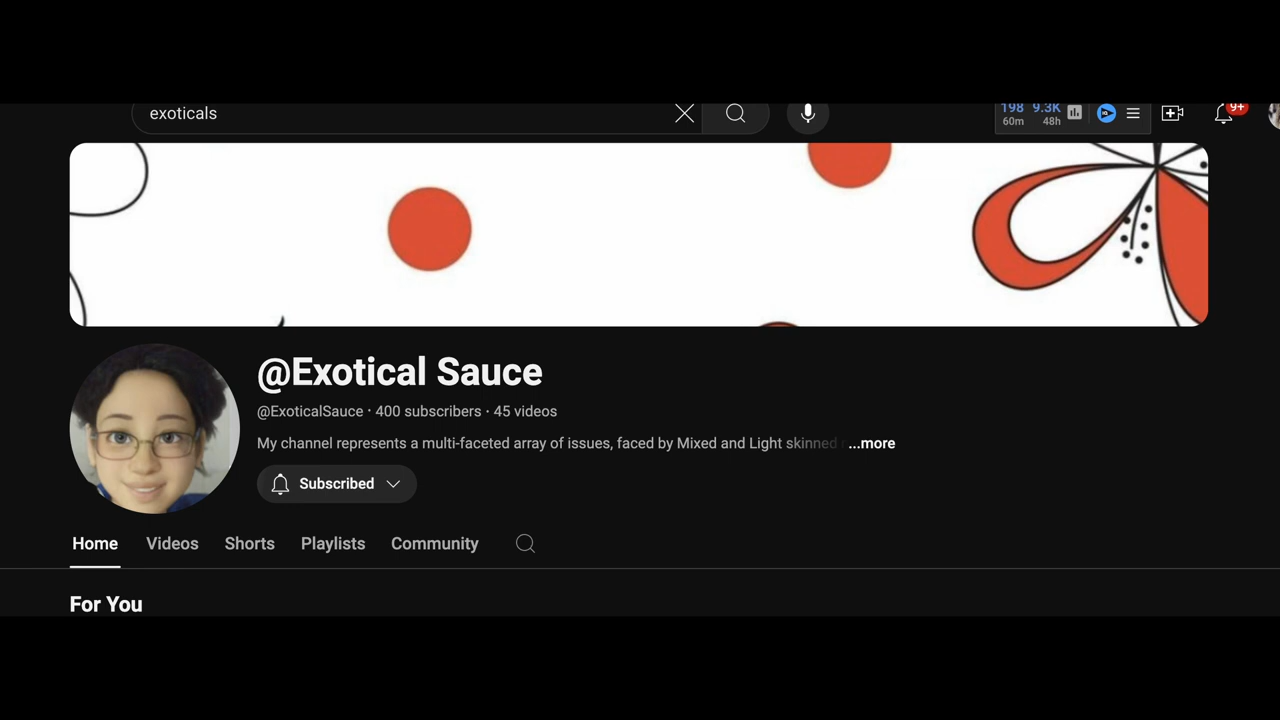 exoticals
198 9.3K
60m 48h
9+
@Exotical Sauce
@ExoticalSauce · 400 subscribers · 45 videos
My channel represents a multi-faceted array of issues, faced by Mixed and Light skinned ...more
Subscribed
Home Videos Shorts Playlists Community
For You